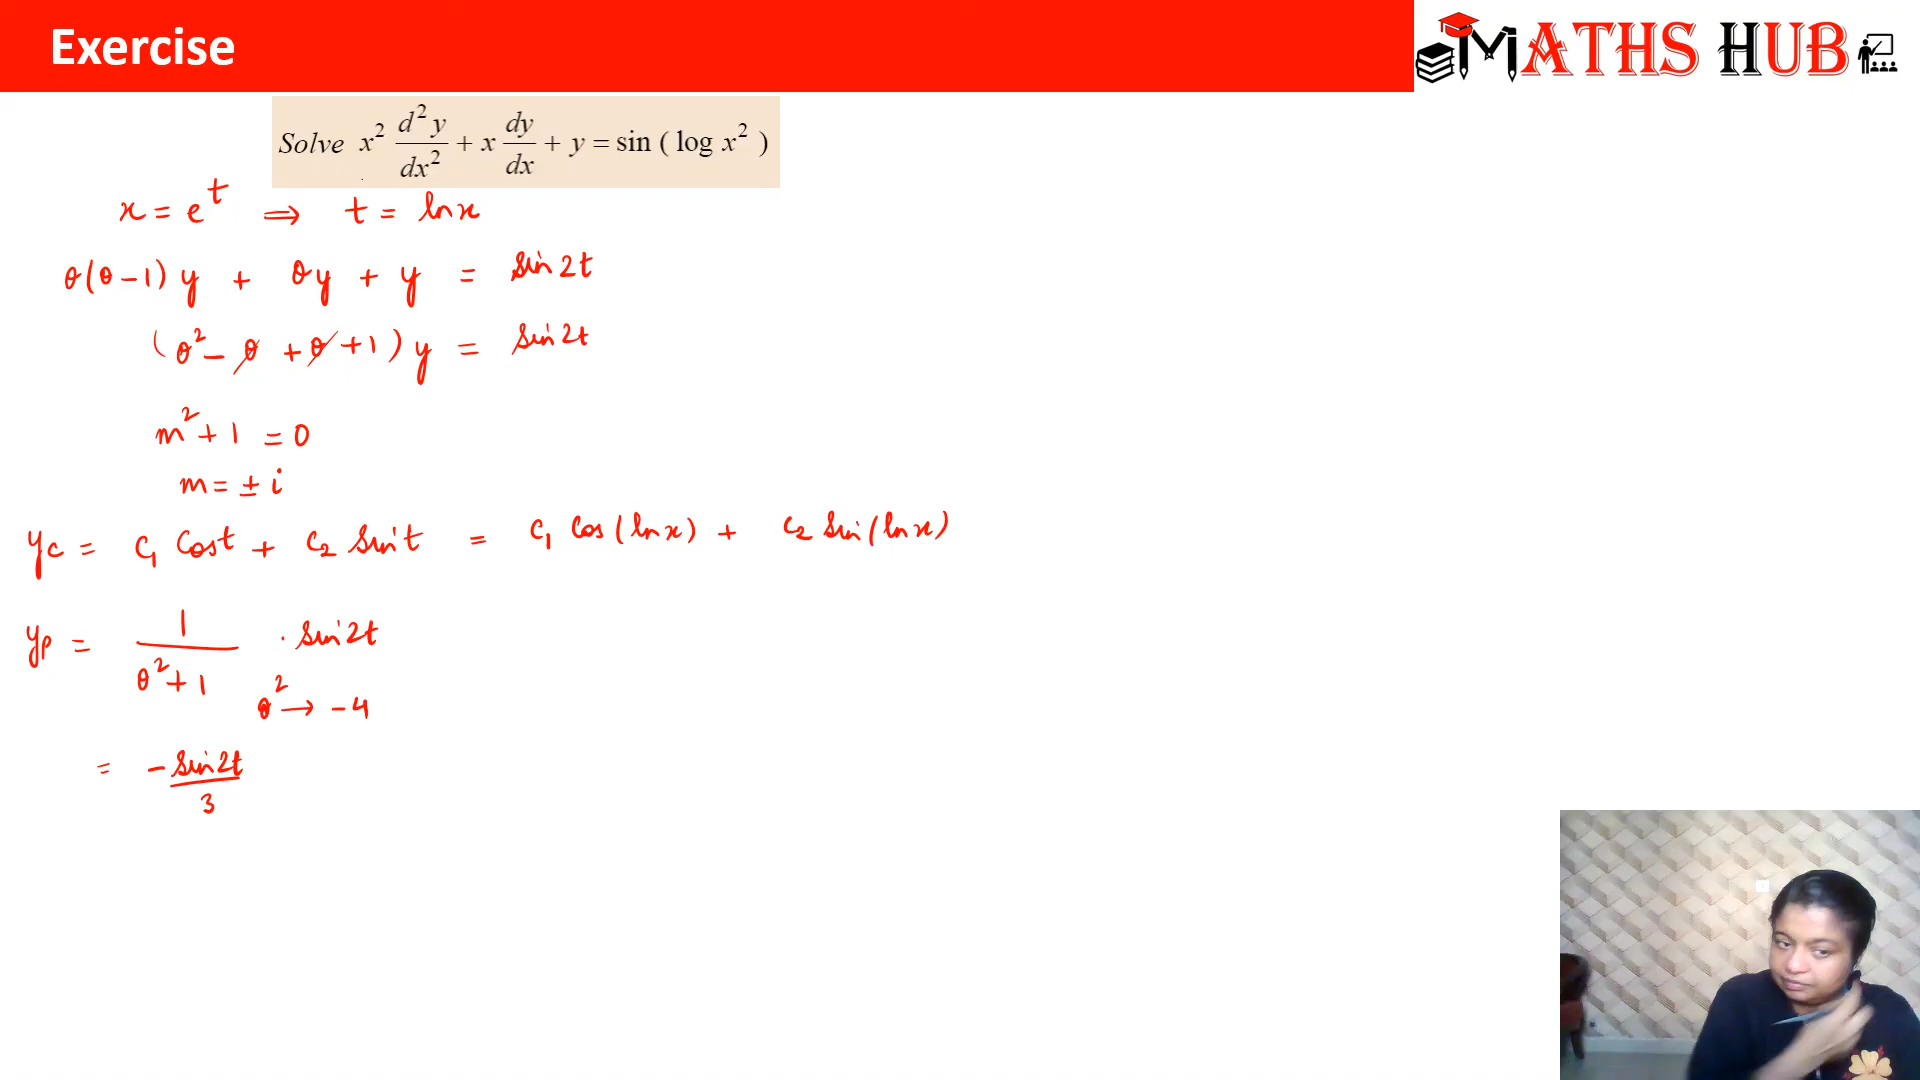 Exercise
MATHS HUB
Solve x² d²y/dx² + x dy/dx + y = sin ( log x² )
x = e^t ⟹ t = ln x
θ(θ-1) y + θy + y = sin 2t
(θ² - θ + θ + 1) y = sin 2t
m² + 1 = 0
m = ± i
yc = c₁ cos t + c₂ sin t = c₁ cos (ln x) + c₂ sin (ln x)
yp = 1/(θ² + 1) · sin 2t
θ² → -4
= - sin 2t / 3